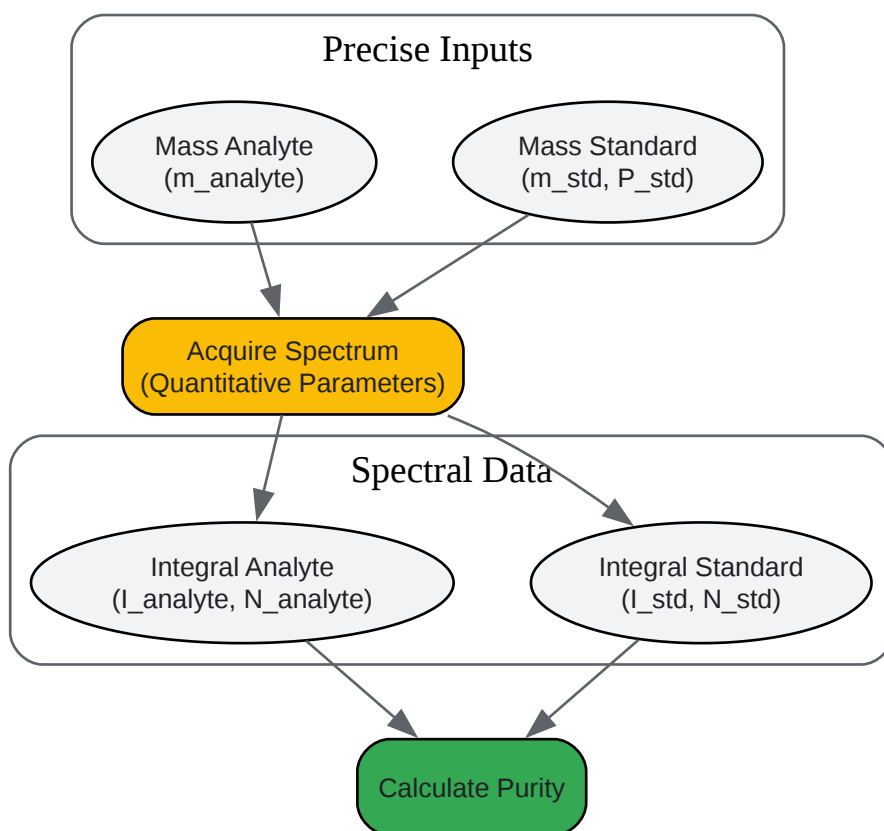 Precise Inputs
Mass Analyte
(m_analyte)
Mass Standard
(m_std, P_std)
Acquire Spectrum
(Quantitative Parameters)
Spectral Data
Integral Analyte
(I_analyte, N_analyte)
Integral Standard
(I_std, N_std)
Calculate Purity